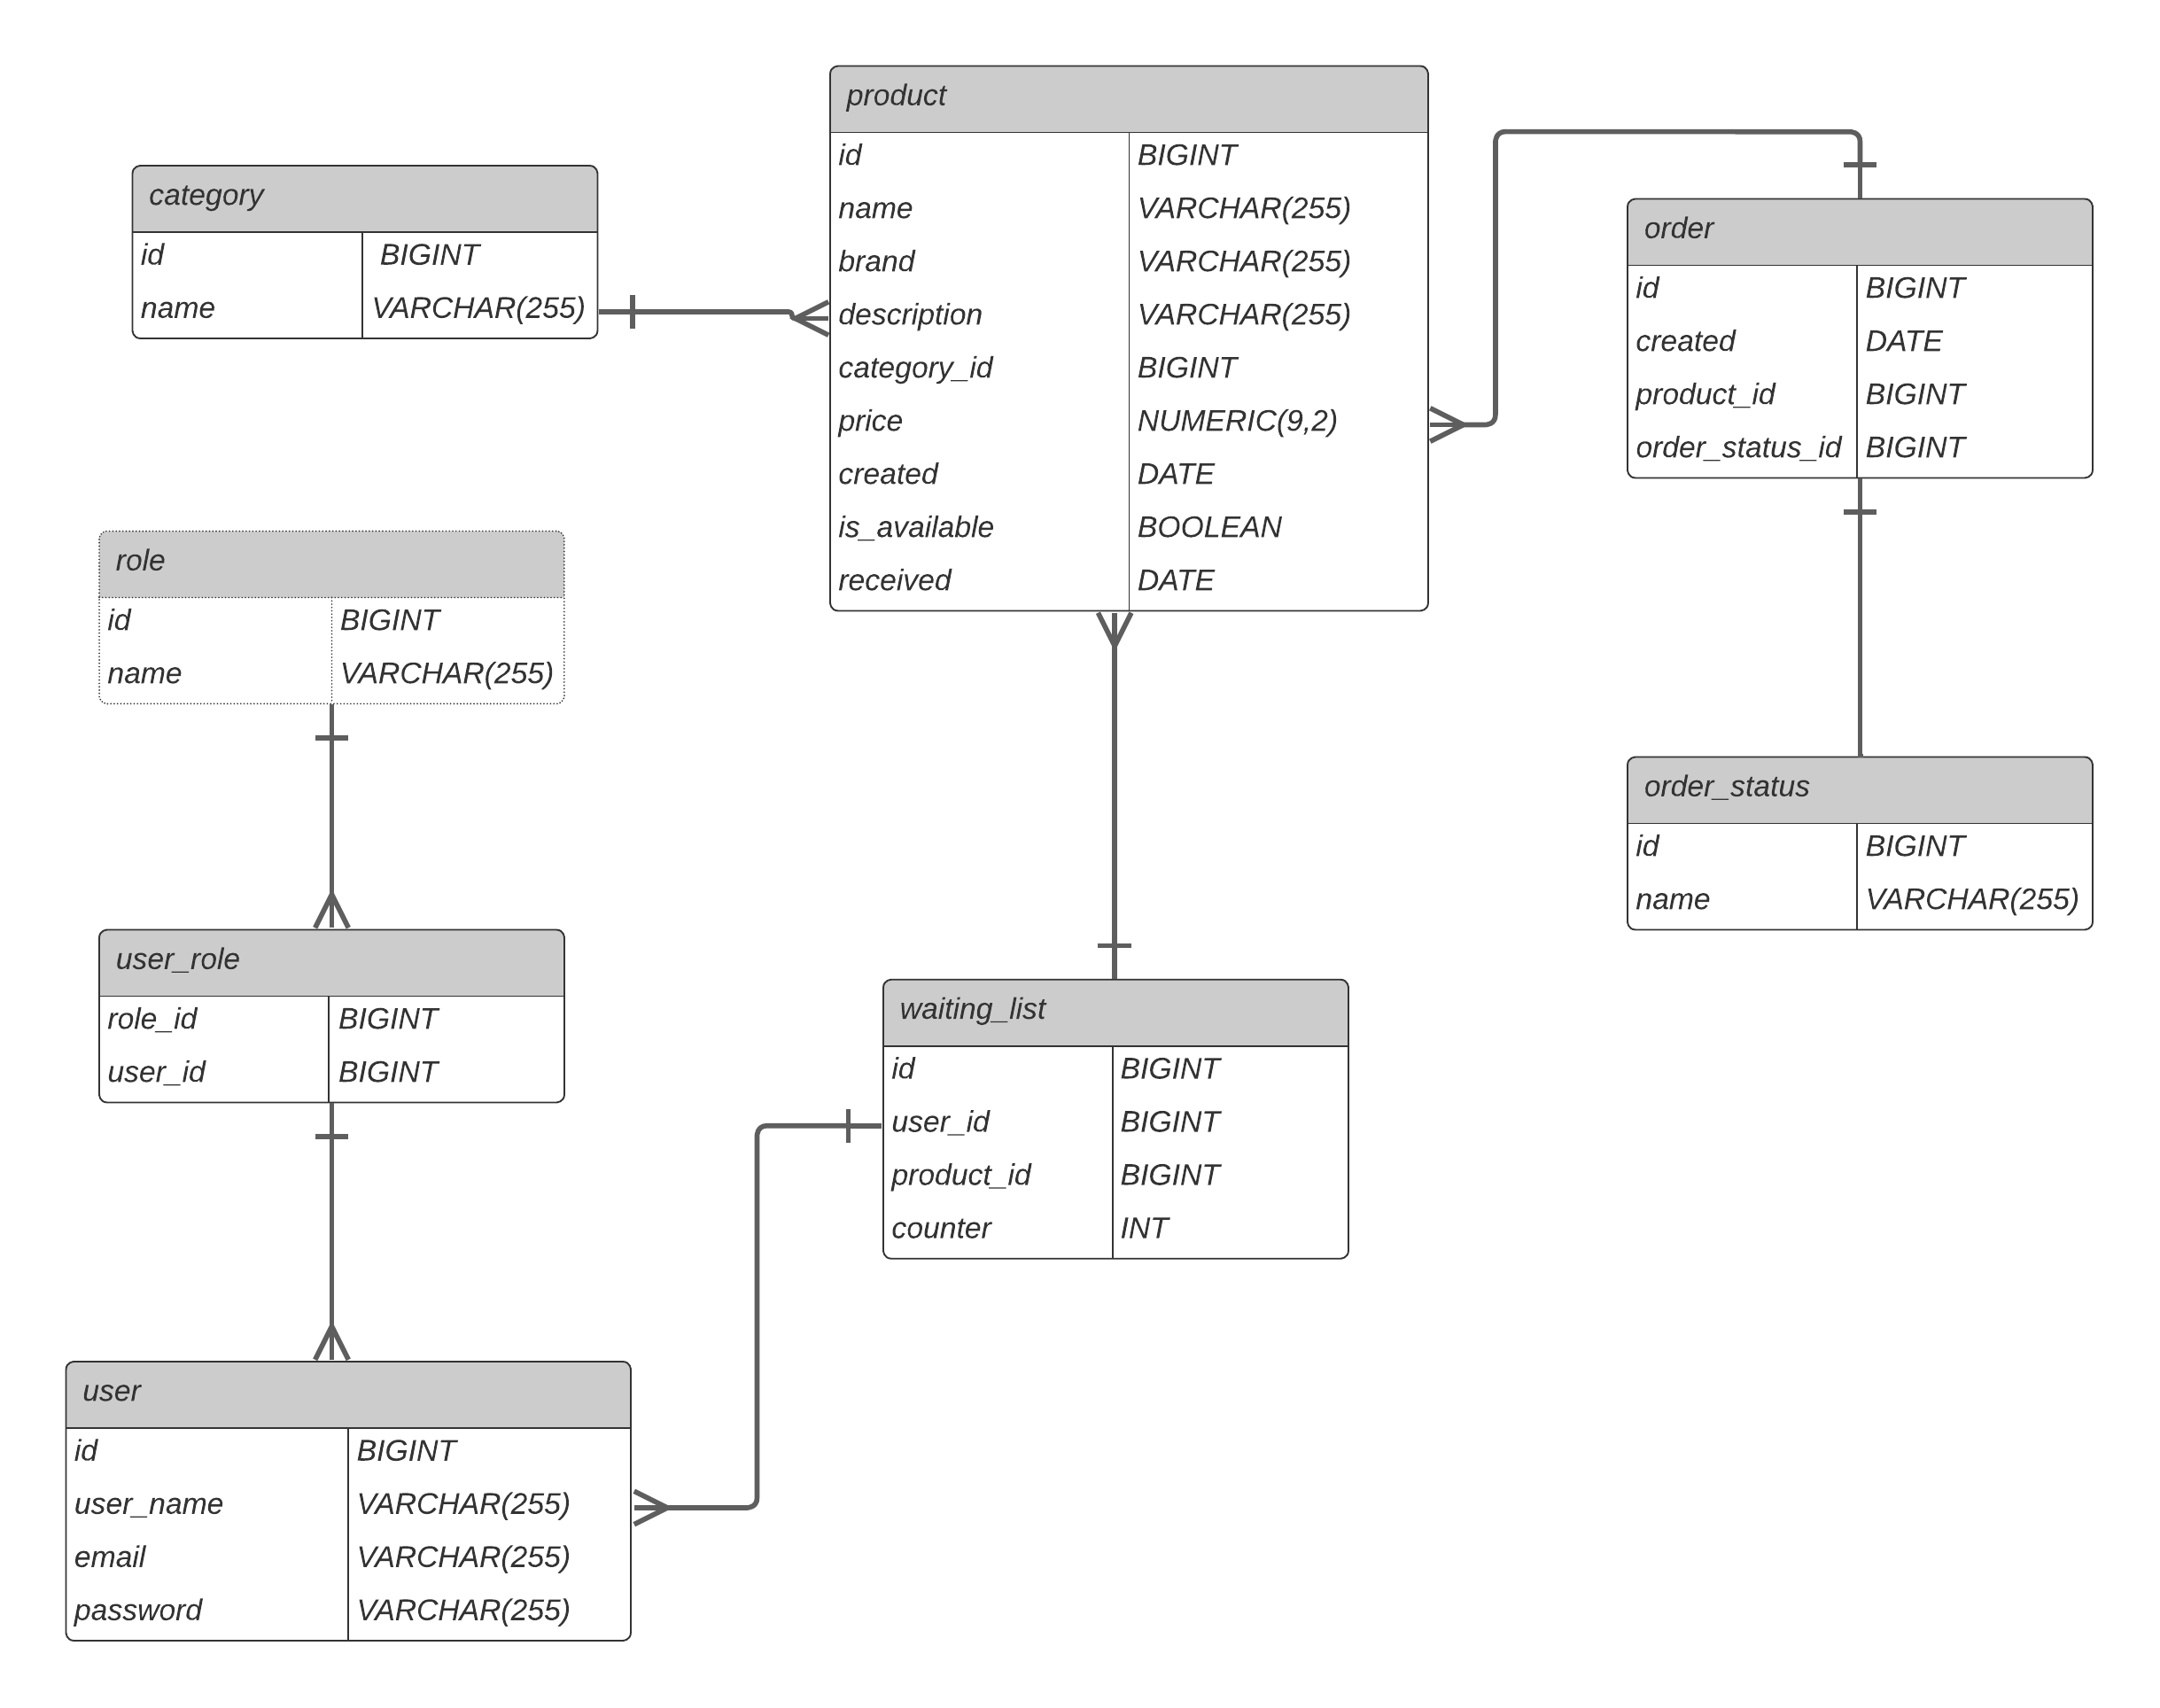 product
id BIGINT
name VARCHAR(255)
brand VARCHAR(255)
description VARCHAR(255)
category_id BIGINT
price NUMERIC(9,2)
created DATE
is_available BOOLEAN
received DATE
category
id BIGINT
name VARCHAR(255)
order
id BIGINT
created DATE
product_id BIGINT
order_status_id BIGINT
role
id BIGINT
name VARCHAR(255)
order_status
id BIGINT
name VARCHAR(255)
user_role
role_id BIGINT
user_id BIGINT
waiting_list
id BIGINT
user_id BIGINT
product_id BIGINT
counter INT
user
id BIGINT
user_name VARCHAR(255)
email VARCHAR(255)
password VARCHAR(255)